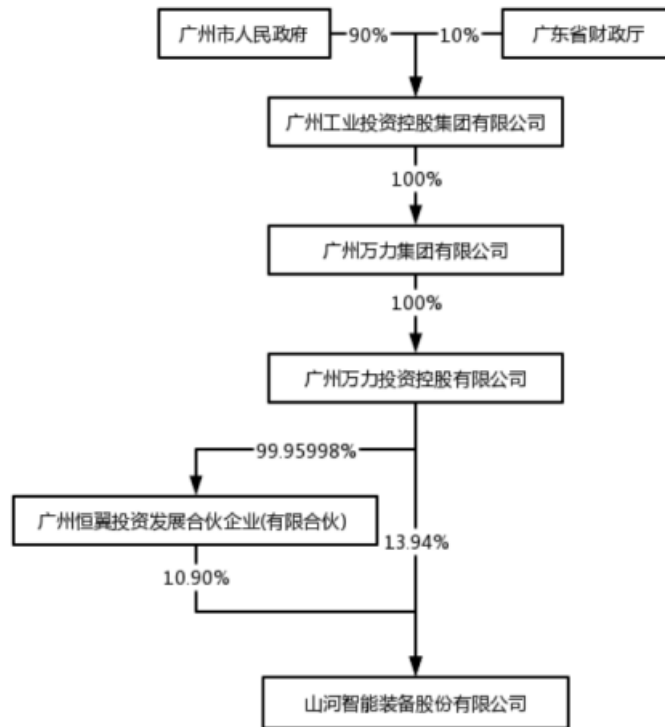 广州市人民政府
90%
10%
广东省财政厅
广州工业投资控股集团有限公司
100%
广州万力集团有限公司
100%
广州万力投资控股有限公司
99.95998%
广州恒翼投资发展合伙企业(有限合伙)
13.94%
10.90%
山河智能装备股份有限公司